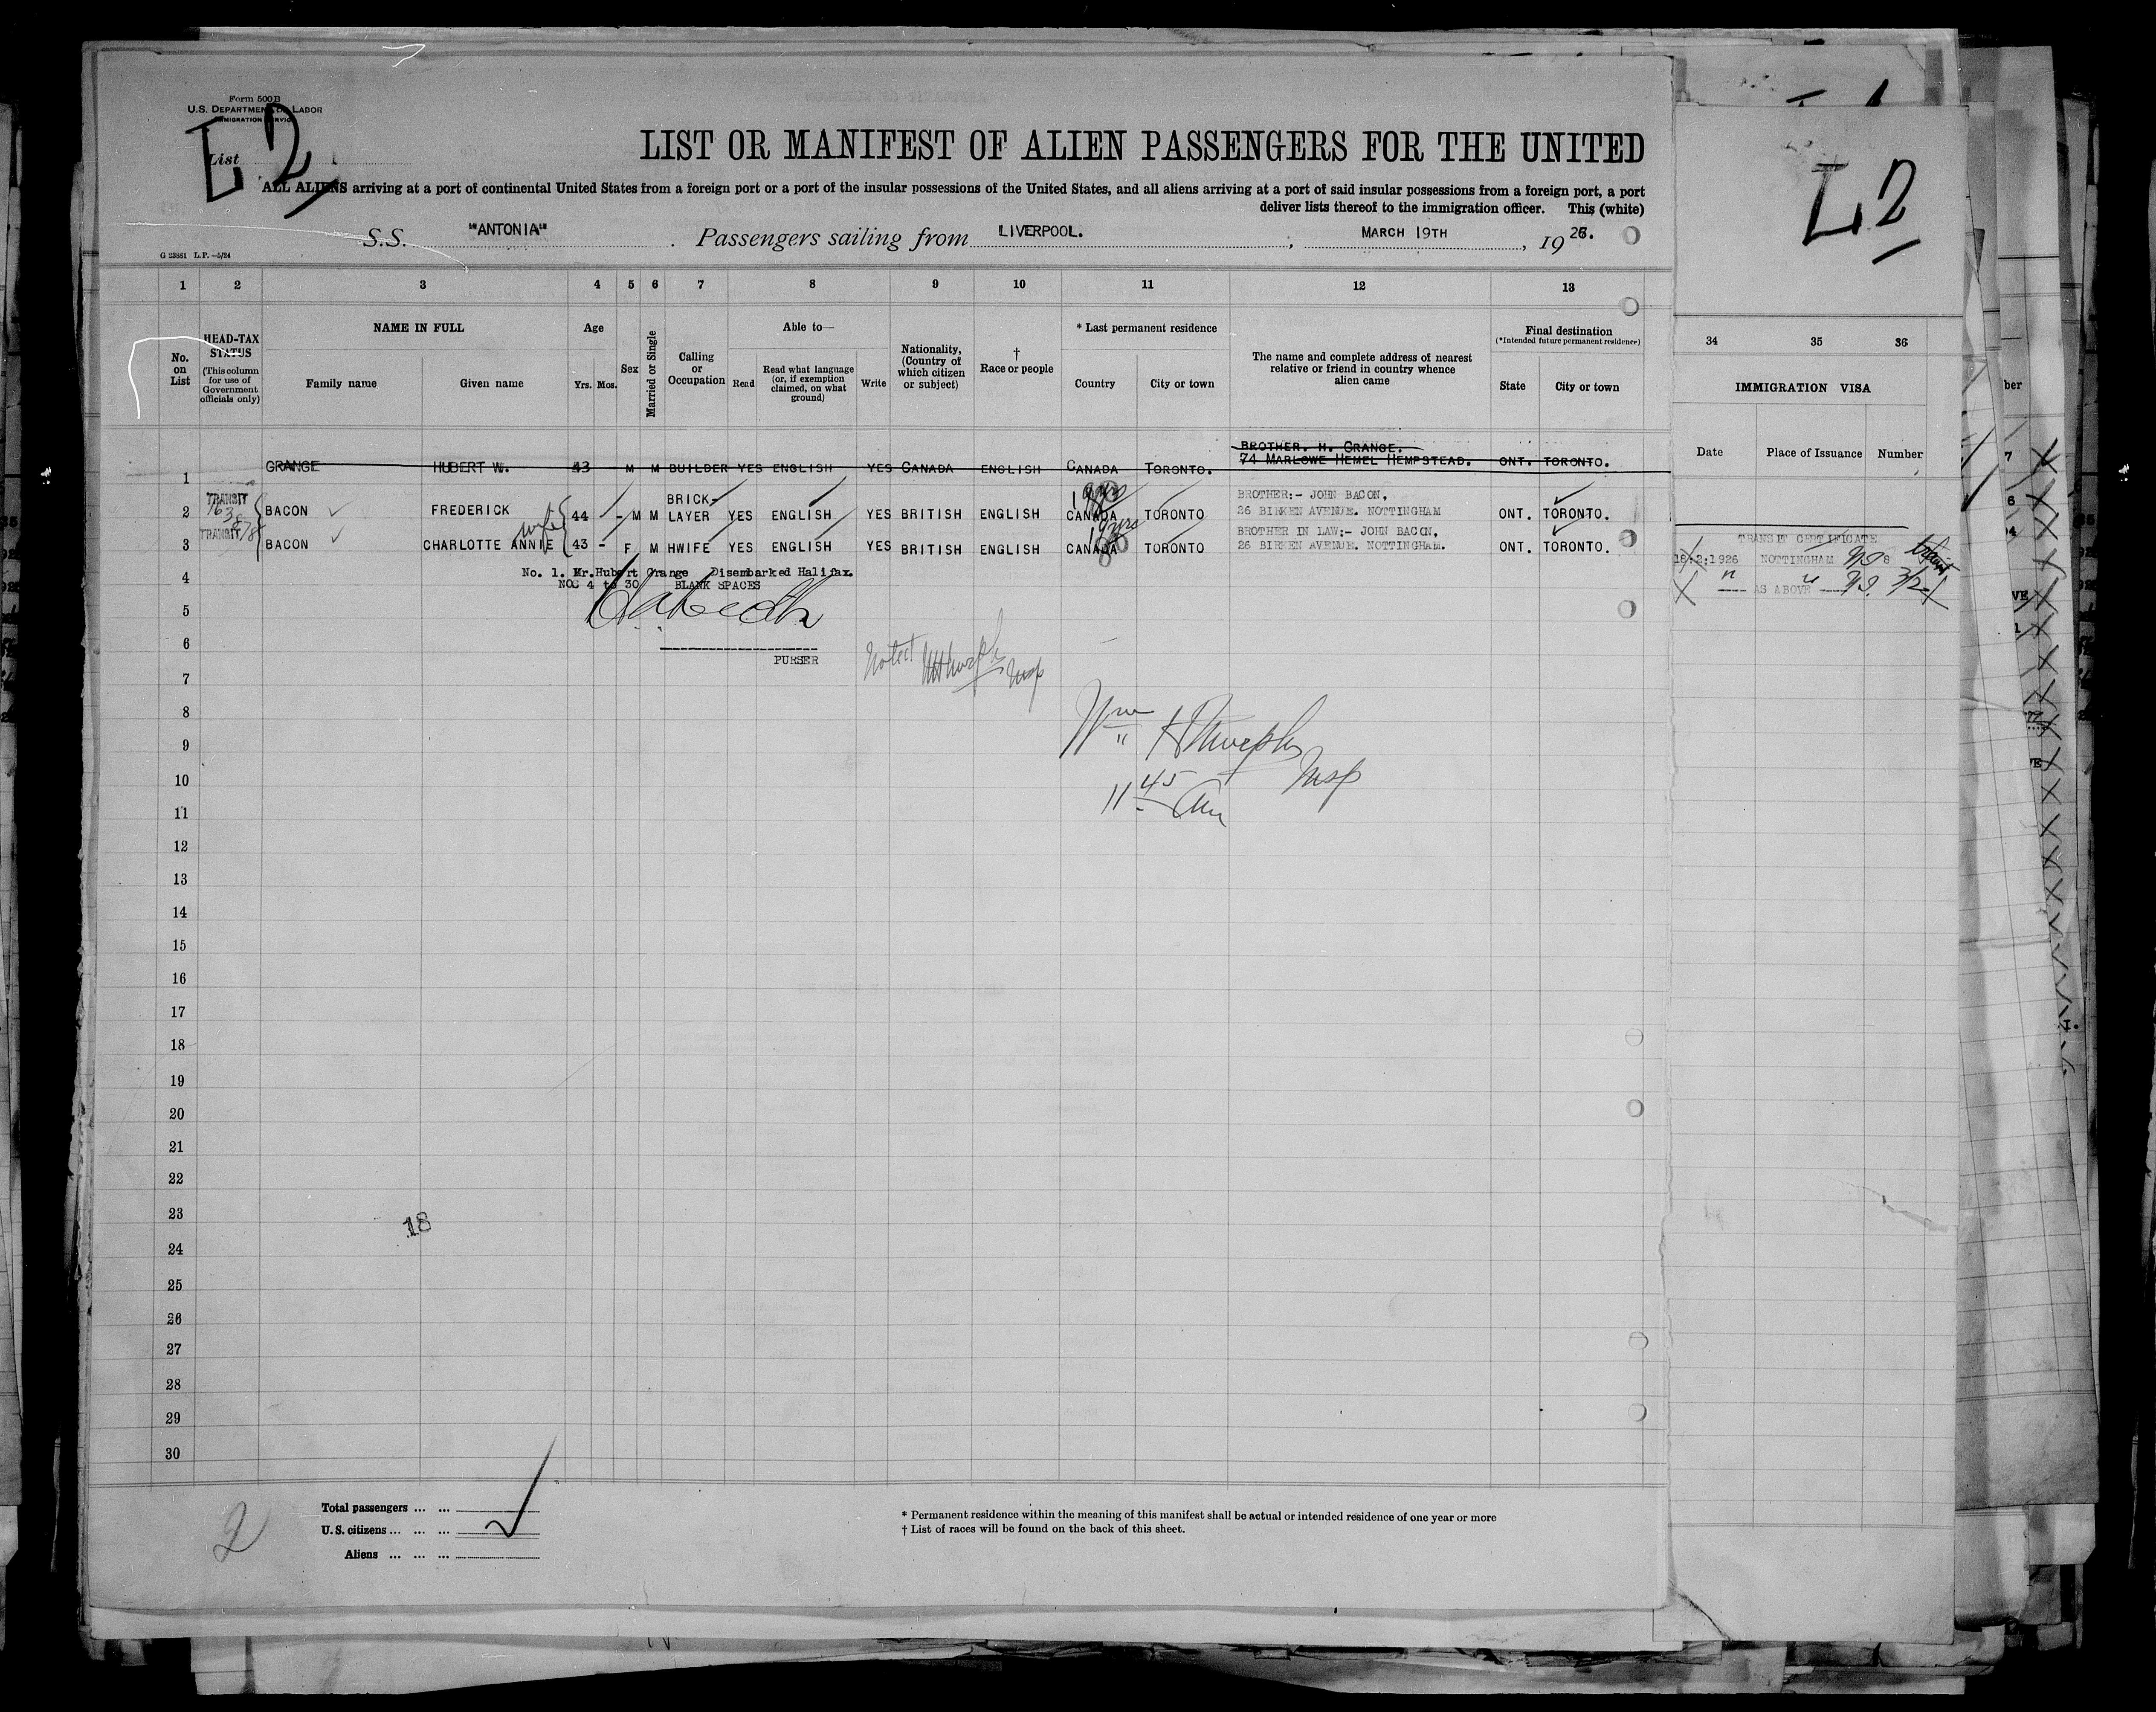 Form 500B
U.S. DEPARTMENT OF LABOR
IMMIGRATION SERVICE
L2
List
LIST OR MANIFEST OF ALIEN PASSENGERS FOR THE UNITED
ALL ALIENS arriving at a port of continental United States from a foreign port or a port of the insular possessions of the United States, and all aliens arriving at a port of said insular possessions from a foreign port, a port
deliver lists thereof to the immigration officer. This (white)
S.S. "ANTONIA". Passengers sailing from LIVERPOOL., MARCH 19TH, 1926.
G 23881 L.P.—5/24
L2
1 2 3 4 5 6 7 8 9 10 11 12 13
34 35 36
No. on List
HEAD-TAX STATUS (This column for use of Government officials only)
NAME IN FULL
Family name Given name
Age
Yrs. Mos.
Sex
Married or Single
Calling or Occupation
Able to—
Read
Read what language (or, if exemption claimed, on what ground)
Write
Nationality, (Country of which citizen or subject)
† Race or people
* Last permanent residence
Country City or town
The name and complete address of nearest relative or friend in country whence alien came
Final destination
(*Intended future permanent residence)
State City or town
IMMIGRATION VISA
Date Place of Issuance Number
BROTHER. H. GRANGE.
1 GRANGE HUBERT W. 43 M M BUILDER YES ENGLISH YES CANADA ENGLISH CANADA TORONTO. 74 MARLOWE HEMEL HEMPSTEAD. ONT. TORONTO.
TRANSIT BRICK- BROTHER:- JOHN BACON,
2 BACON FREDERICK 44 - M M LAYER YES ENGLISH YES BRITISH ENGLISH CANADA TORONTO 26 BIRKEN AVENUE. NOTTINGHAM ONT. TORONTO.
TRANSIT wife BROTHER IN LAW:- JOHN BACON,
3 BACON CHARLOTTE ANNIE 43 - F M HWIFE YES ENGLISH YES BRITISH ENGLISH CANADA TORONTO 26 BIRKEN AVENUE. NOTTINGHAM. ONT. TORONTO.
TRANSIT CERTIFICATE
18:2:1926 NOTTINGHAM
AS ABOVE
No. 1. Mr. Hubert Grange Disembarked Halifax.
4 NOS 4 to 30 BLANK SPACES
5
6
PURSER
Noted Insp
7
8
Wm H Murphy
9
10 Insp
11 45 Am
11
12
13
14
15
16
17
18
19
20
21
22
23
18
24
25
26
27
28
29
30
2
Total passengers ... ...
U. S. citizens ... ... ...
Aliens ... ... ...
* Permanent residence within the meaning of this manifest shall be actual or intended residence of one year or more
† List of races will be found on the back of this sheet.